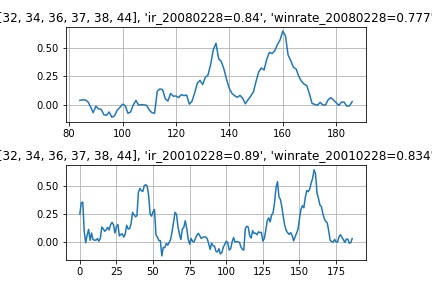 [32, 34, 36, 37, 38, 44], 'ir_20080228=0.84', 'winrate_20080228=0.777'
0.50
0.25
0.00
80 100 120 140 160 180
[32, 34, 36, 37, 38, 44], 'ir_20010228=0.89', 'winrate_20010228=0.834'
0.50
0.25
0.00
0 25 50 75 100 125 150 175